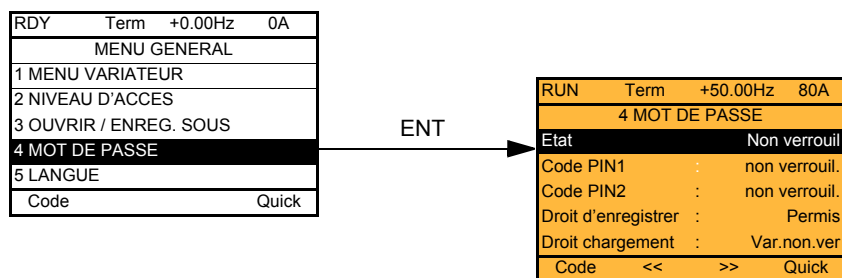 RDY Term +0.00Hz 0A
MENU GENERAL
1 MENU VARIATEUR
2 NIVEAU D'ACCES
3 OUVRIR / ENREG. SOUS
4 MOT DE PASSE
5 LANGUE
Code Quick
ENT
RUN Term +50.00Hz 80A
4 MOT DE PASSE
Etat Non verrouil
Code PIN1 : non verrouil.
Code PIN2 : non verrouil.
Droit d'enregistrer : Permis
Droit chargement : Var.non.ver
Code << >> Quick